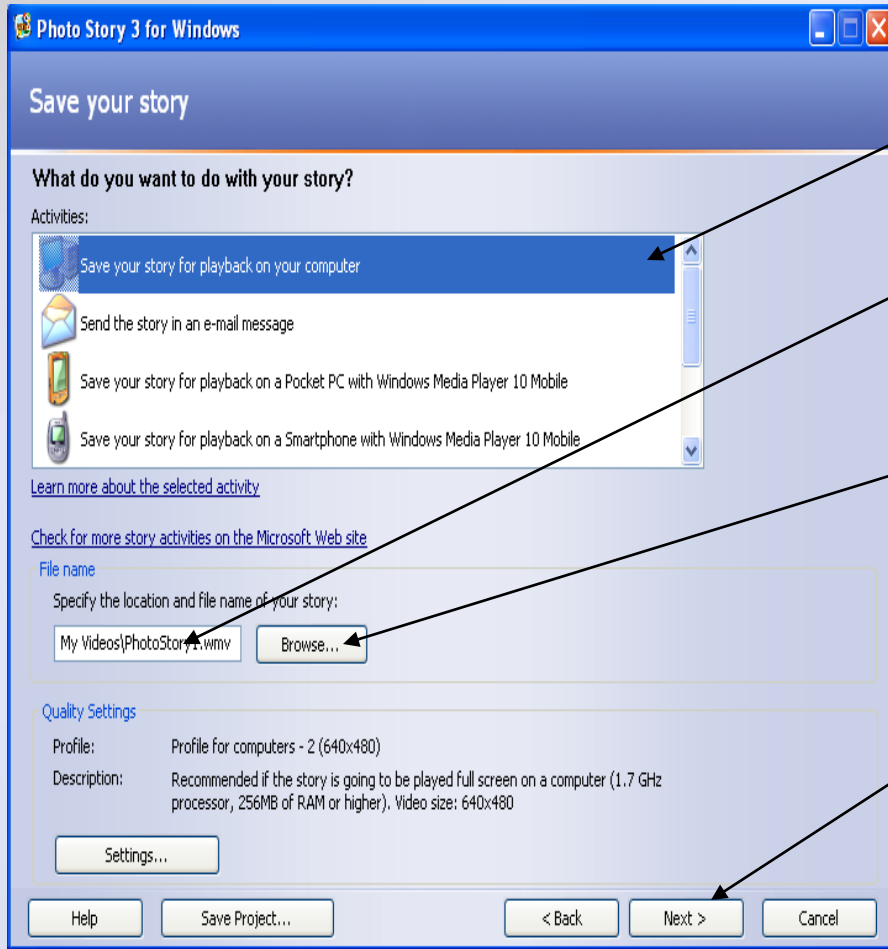 Photo Story 3 for Windows
Save your story
What do you want to do with your story?
Activities:
Save your story for playback on your computer
Send the story in an e-mail message
Save your story for playback on a Pocket PC with Windows Media Player 10 Mobile
Save your story for playback on a Smartphone with Windows Media Player 10 Mobile
Learn more about the selected activity
Check for more story activities on the Microsoft Web site
File name
Specify the location and file name of your story:
My Videos\PhotoStory1.wmv
Browse...
Quality Settings
Profile: Profile for computers - 2 (640x480)
Description: Recommended if the story is going to be played full screen on a computer (1.7 GHz
processor, 256MB of RAM or higher). Video size: 640x480
Settings...
Help Save Project... < Back Next > Cancel